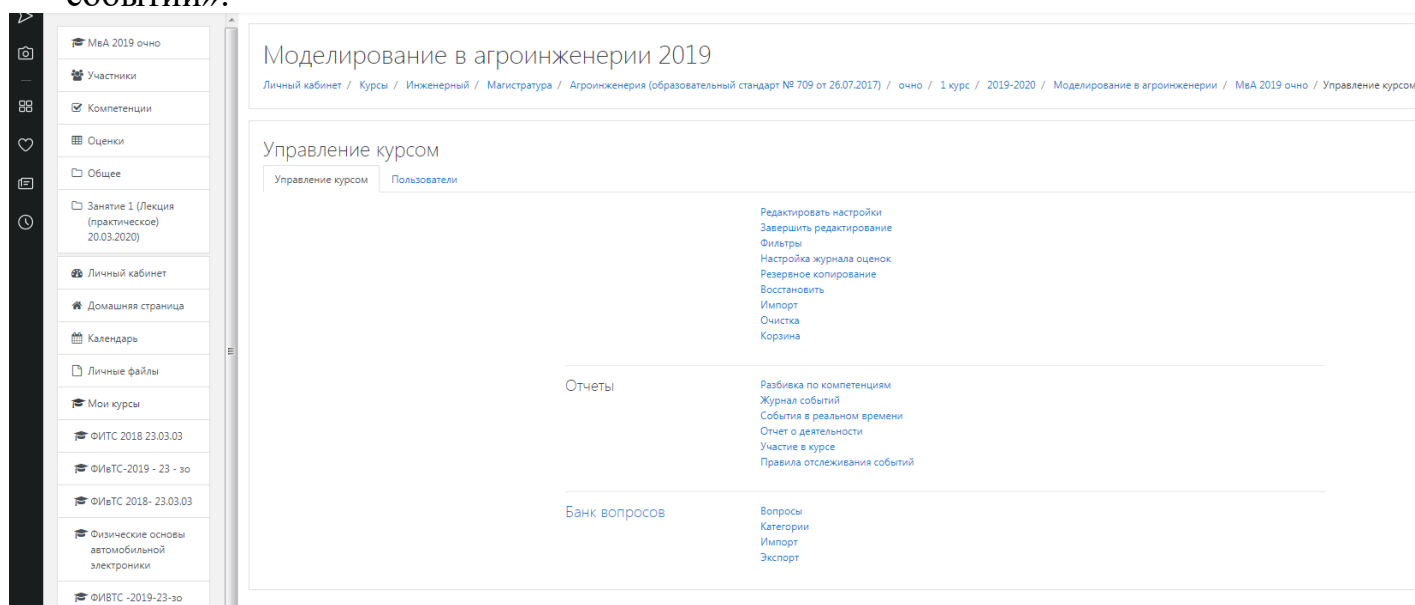 событий».
МвА 2019 очно
Участники
Компетенции
Оценки
Общее
Занятие 1 (Лекция
(практическое)
20.03.2020)
Личный кабинет
Домашняя страница
Календарь
Личные файлы
Мои курсы
ФИТС 2018 23.03.03
ФИвТС-2019 - 23 - зо
ФИвТС 2018- 23.03.03
Физические основы
автомобильной
электроники
ФИВТС -2019-23-зо
Моделирование в агроинженерии 2019
Личный кабинет / Курсы / Инженерный / Магистратура / Агроинженерия (образовательный стандарт № 709 от 26.07.2017) / очно / 1 курс / 2019-2020 / Моделирование в агроинженерии / МвА 2019 очно / Управление курсом
Управление курсом
Управление курсом Пользователи
Редактировать настройки
Завершить редактирование
Фильтры
Настройка журнала оценок
Резервное копирование
Восстановить
Импорт
Очистка
Корзина
Отчеты
Разбивка по компетенциям
Журнал событий
События в реальном времени
Отчет о деятельности
Участие в курсе
Правила отслеживания событий
Банк вопросов
Вопросы
Категории
Импорт
Экспорт